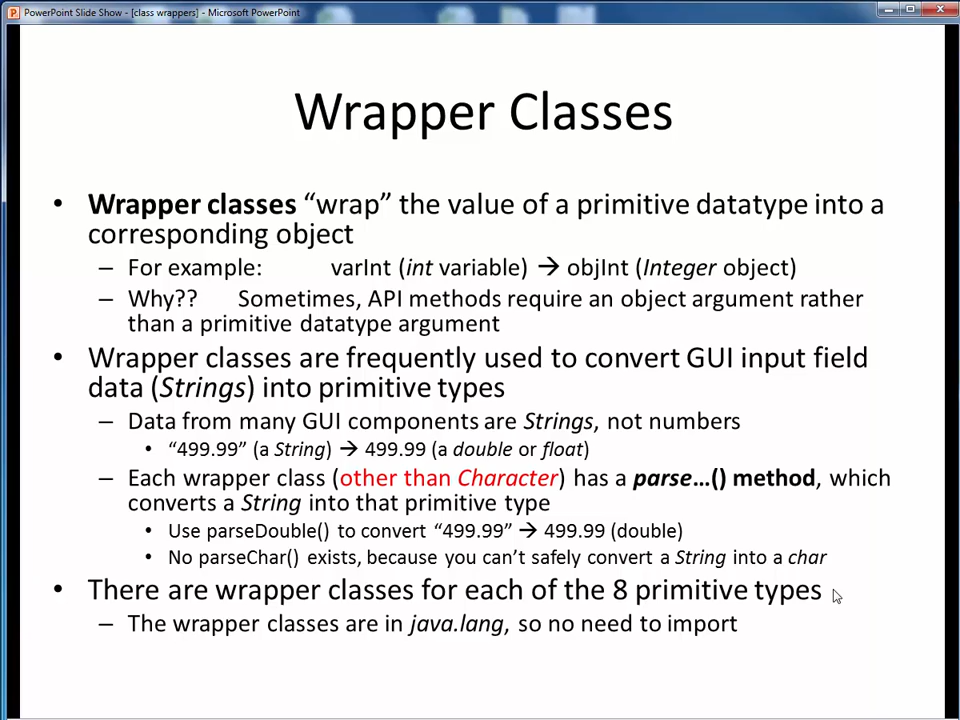 PowerPoint Slide Show - [class wrappers] - Microsoft PowerPoint
Wrapper Classes
• Wrapper classes “wrap” the value of a primitive datatype into a
corresponding object
– For example: varInt (int variable) → objInt (Integer object)
– Why?? Sometimes, API methods require an object argument rather
than a primitive datatype argument
• Wrapper classes are frequently used to convert GUI input field
data (Strings) into primitive types
– Data from many GUI components are Strings, not numbers
• “499.99” (a String) → 499.99 (a double or float)
– Each wrapper class (other than Character) has a parse…() method, which
converts a String into that primitive type
• Use parseDouble() to convert “499.99” → 499.99 (double)
• No parseChar() exists, because you can’t safely convert a String into a char
• There are wrapper classes for each of the 8 primitive types
– The wrapper classes are in java.lang, so no need to import